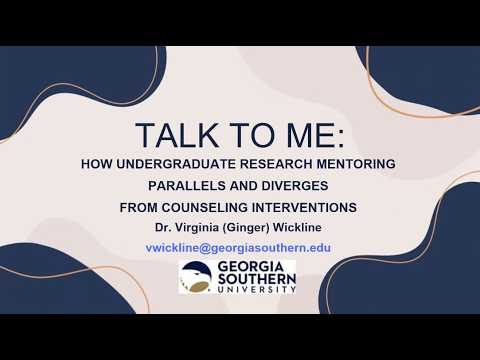 TALK TO ME:
HOW UNDERGRADUATE RESEARCH MENTORING
PARALLELS AND DIVERGES
FROM COUNSELING INTERVENTIONS
Dr. Virginia (Ginger) Wickline
vwickline@georgiasouthern.edu
GEORGIA
SOUTHERN
UNIVERSITY